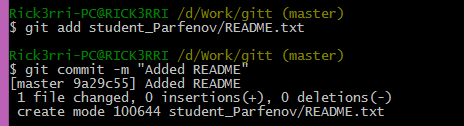 Rick3rri-PC@RICK3RRI /d/Work/gitt (master)
$ git add student_Parfenov/README.txt
Rick3rri-PC@RICK3RRI /d/Work/gitt (master)
$ git commit -m "Added README"
[master 9a29c55] Added README
1 file changed, 0 insertions(+), 0 deletions(-)
create mode 100644 student_Parfenov/README.txt